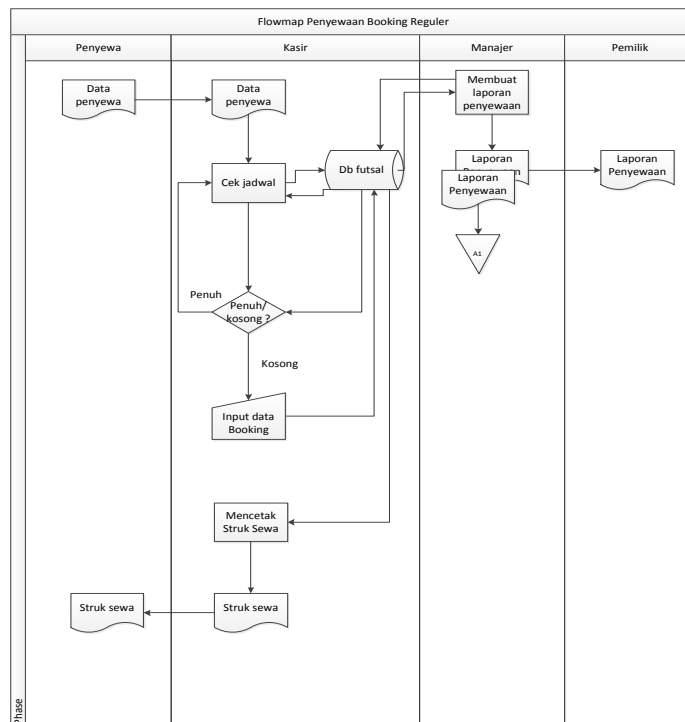 Flowmap Penyewaan Booking Reguler
Penyewa
Kasir
Manajer
Pemilik
Data
penyewa
Data
penyewa
Membuat
laporan
penyewaan
Cek jadwal
Db futsal
Laporan
Penyewaan
Laporan
Penyewaan
Laporan
Penyewaan
A1
Penuh
Penuh/
kosong ?
Kosong
Input data
Booking
Mencetak
Struk Sewa
Struk sewa
Struk sewa
Phase